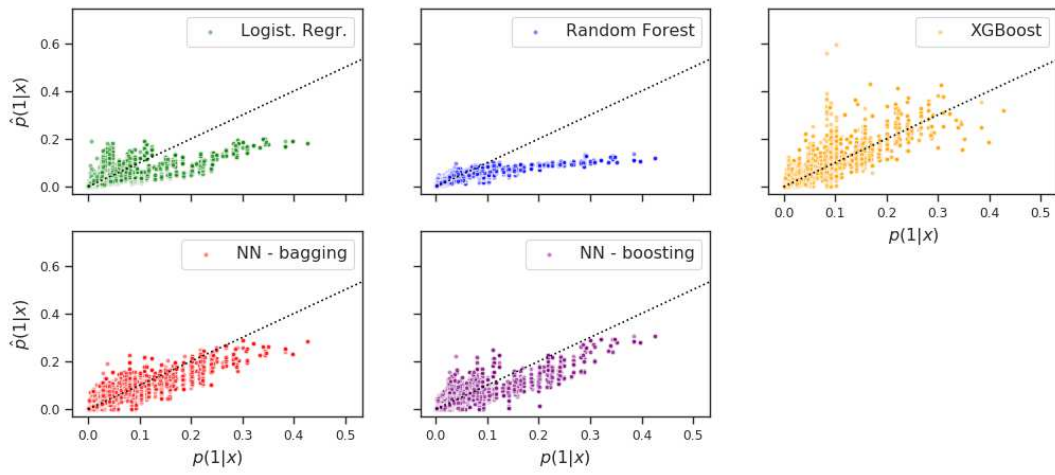 Logist. Regr.
Random Forest
XGBoost
0.6
0.4
0.2
0.0
p̂(1|x)
0.0 0.1 0.2 0.3 0.4 0.5
p(1|x)
NN - bagging
NN - boosting
0.6
0.4
0.2
0.0
p̂(1|x)
0.0 0.1 0.2 0.3 0.4 0.5
p(1|x)
0.0 0.1 0.2 0.3 0.4 0.5
p(1|x)